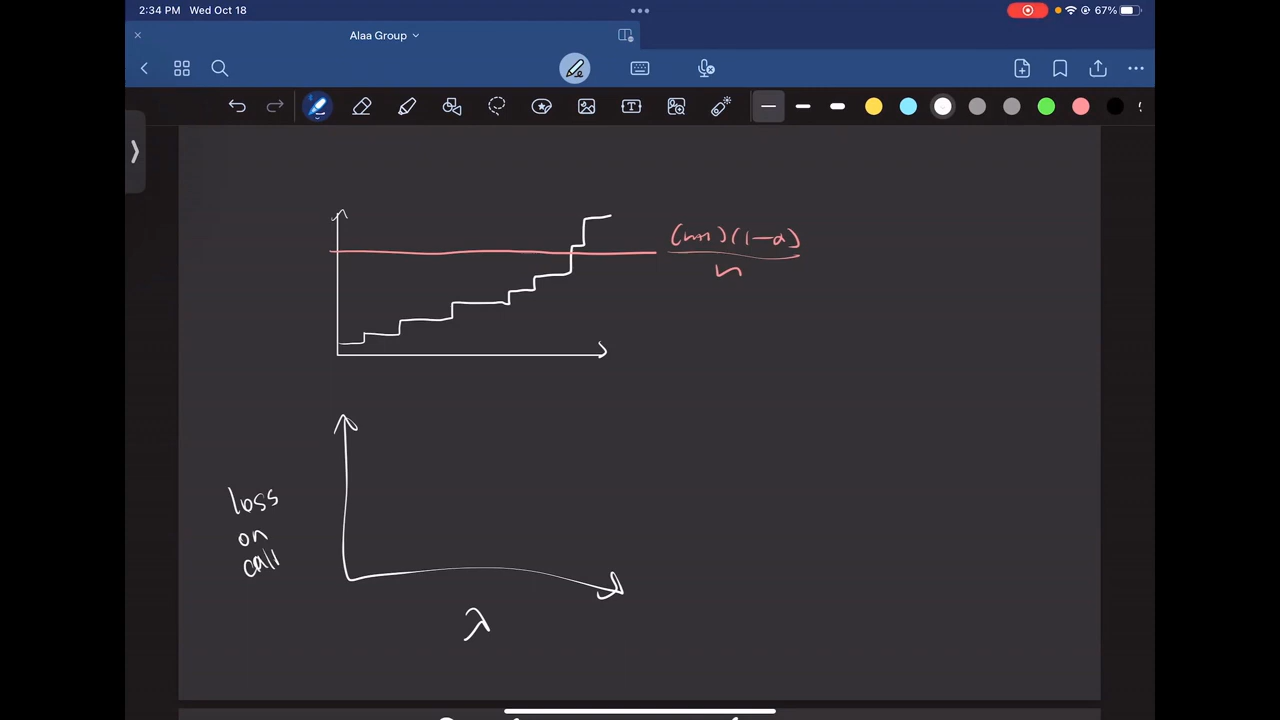 2:34 PM Wed Oct 18
67%
Alaa Group
(n+1)(1-α)
n
loss
on
call
λ